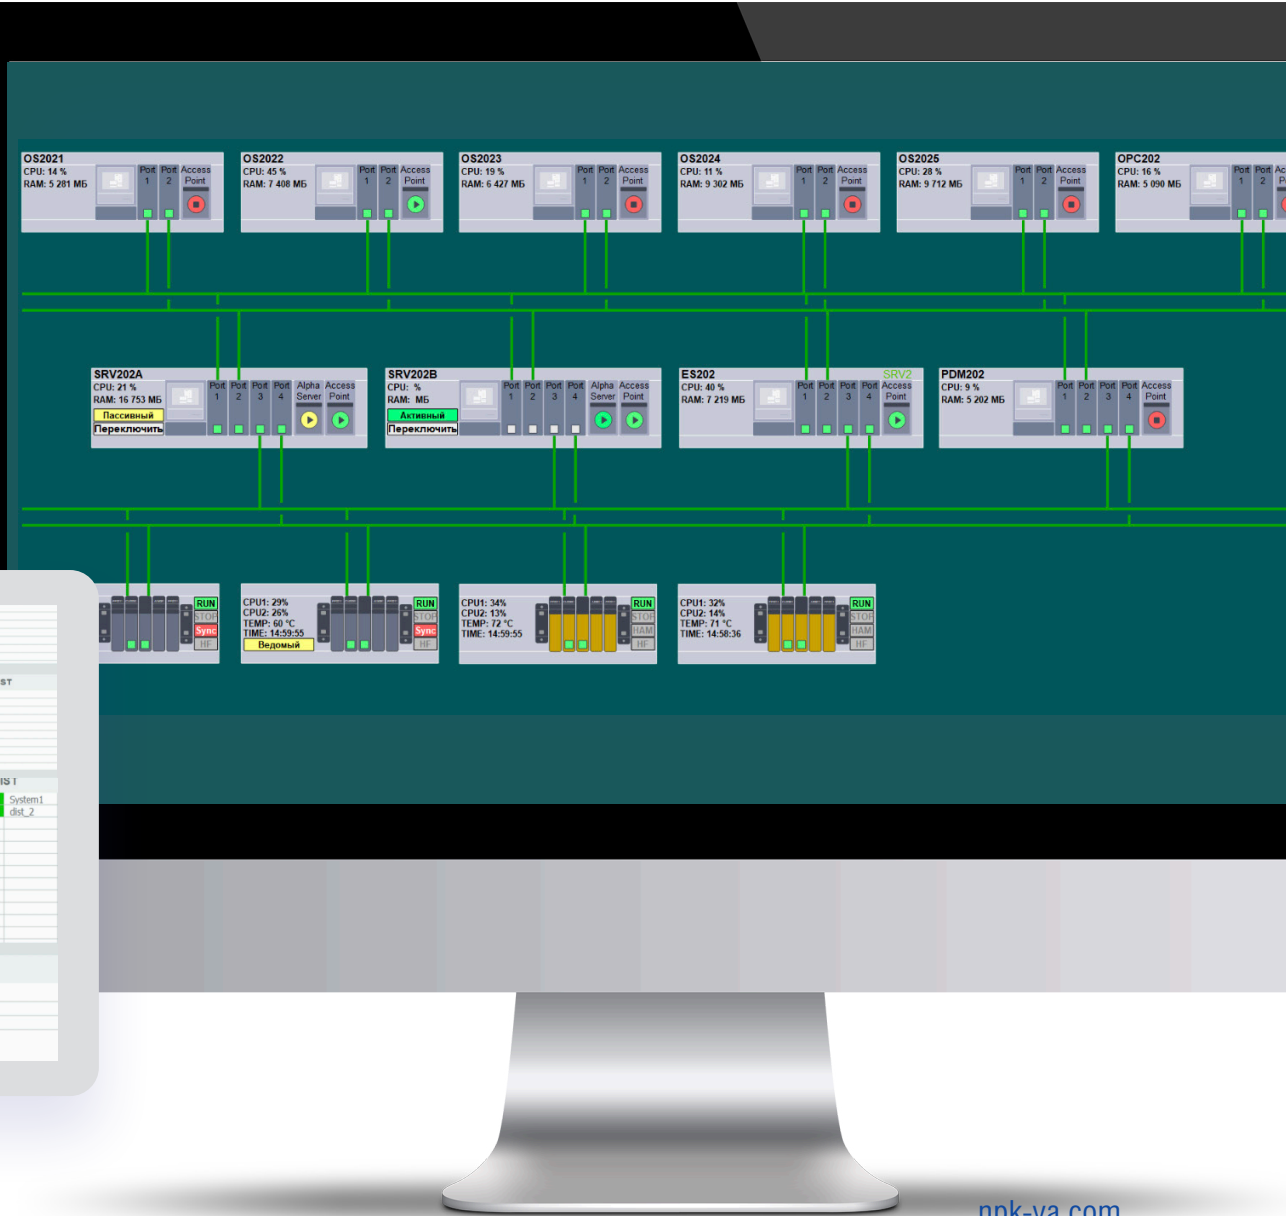 OS2021
CPU: 14 %
RAM: 5 281 МБ
Port 1 Port 2 Access Point
OS2022
CPU: 45 %
RAM: 7 408 МБ
Port 1 Port 2 Access Point
OS2023
CPU: 19 %
RAM: 6 427 МБ
Port 1 Port 2 Access Point
OS2024
CPU: 11 %
RAM: 9 302 МБ
Port 1 Port 2 Access Point
OS2025
CPU: 28 %
RAM: 9 712 МБ
Port 1 Port 2 Access Point
OPC202
CPU: 16 %
RAM: 5 090 МБ
Port 1 Port 2
SRV202A
CPU: 21 %
RAM: 16 753 МБ
Пассивный
Переключить
Port 1 Port 2 Port 3 Port 4 Alpha Server Access Point
SRV202B
CPU: %
RAM: МБ
Активный
Переключить
Port 1 Port 2 Port 3 Port 4 Alpha Server Access Point
ES202
SRV2
CPU: 40 %
RAM: 7 219 МБ
Port 1 Port 2 Port 3 Port 4 Access Point
PDM202
CPU: 9 %
RAM: 5 202 МБ
Port 1 Port 2 Port 3 Port 4 Access Point
RUN
STOP
Sync
HF
CPU1: 29%
CPU2: 26%
TEMP: 60 °C
TIME: 14:59:55
Ведомый
RUN
STOP
Sync
HF
CPU1: 34%
CPU2: 13%
TEMP: 72 °C
TIME: 14:59:55
RUN
STOP
HAM
HF
CPU1: 32%
CPU2: 14%
TEMP: 71 °C
TIME: 14:58:36
RUN
STOP
HAM
HF
System1
dist_2
npk-va.com